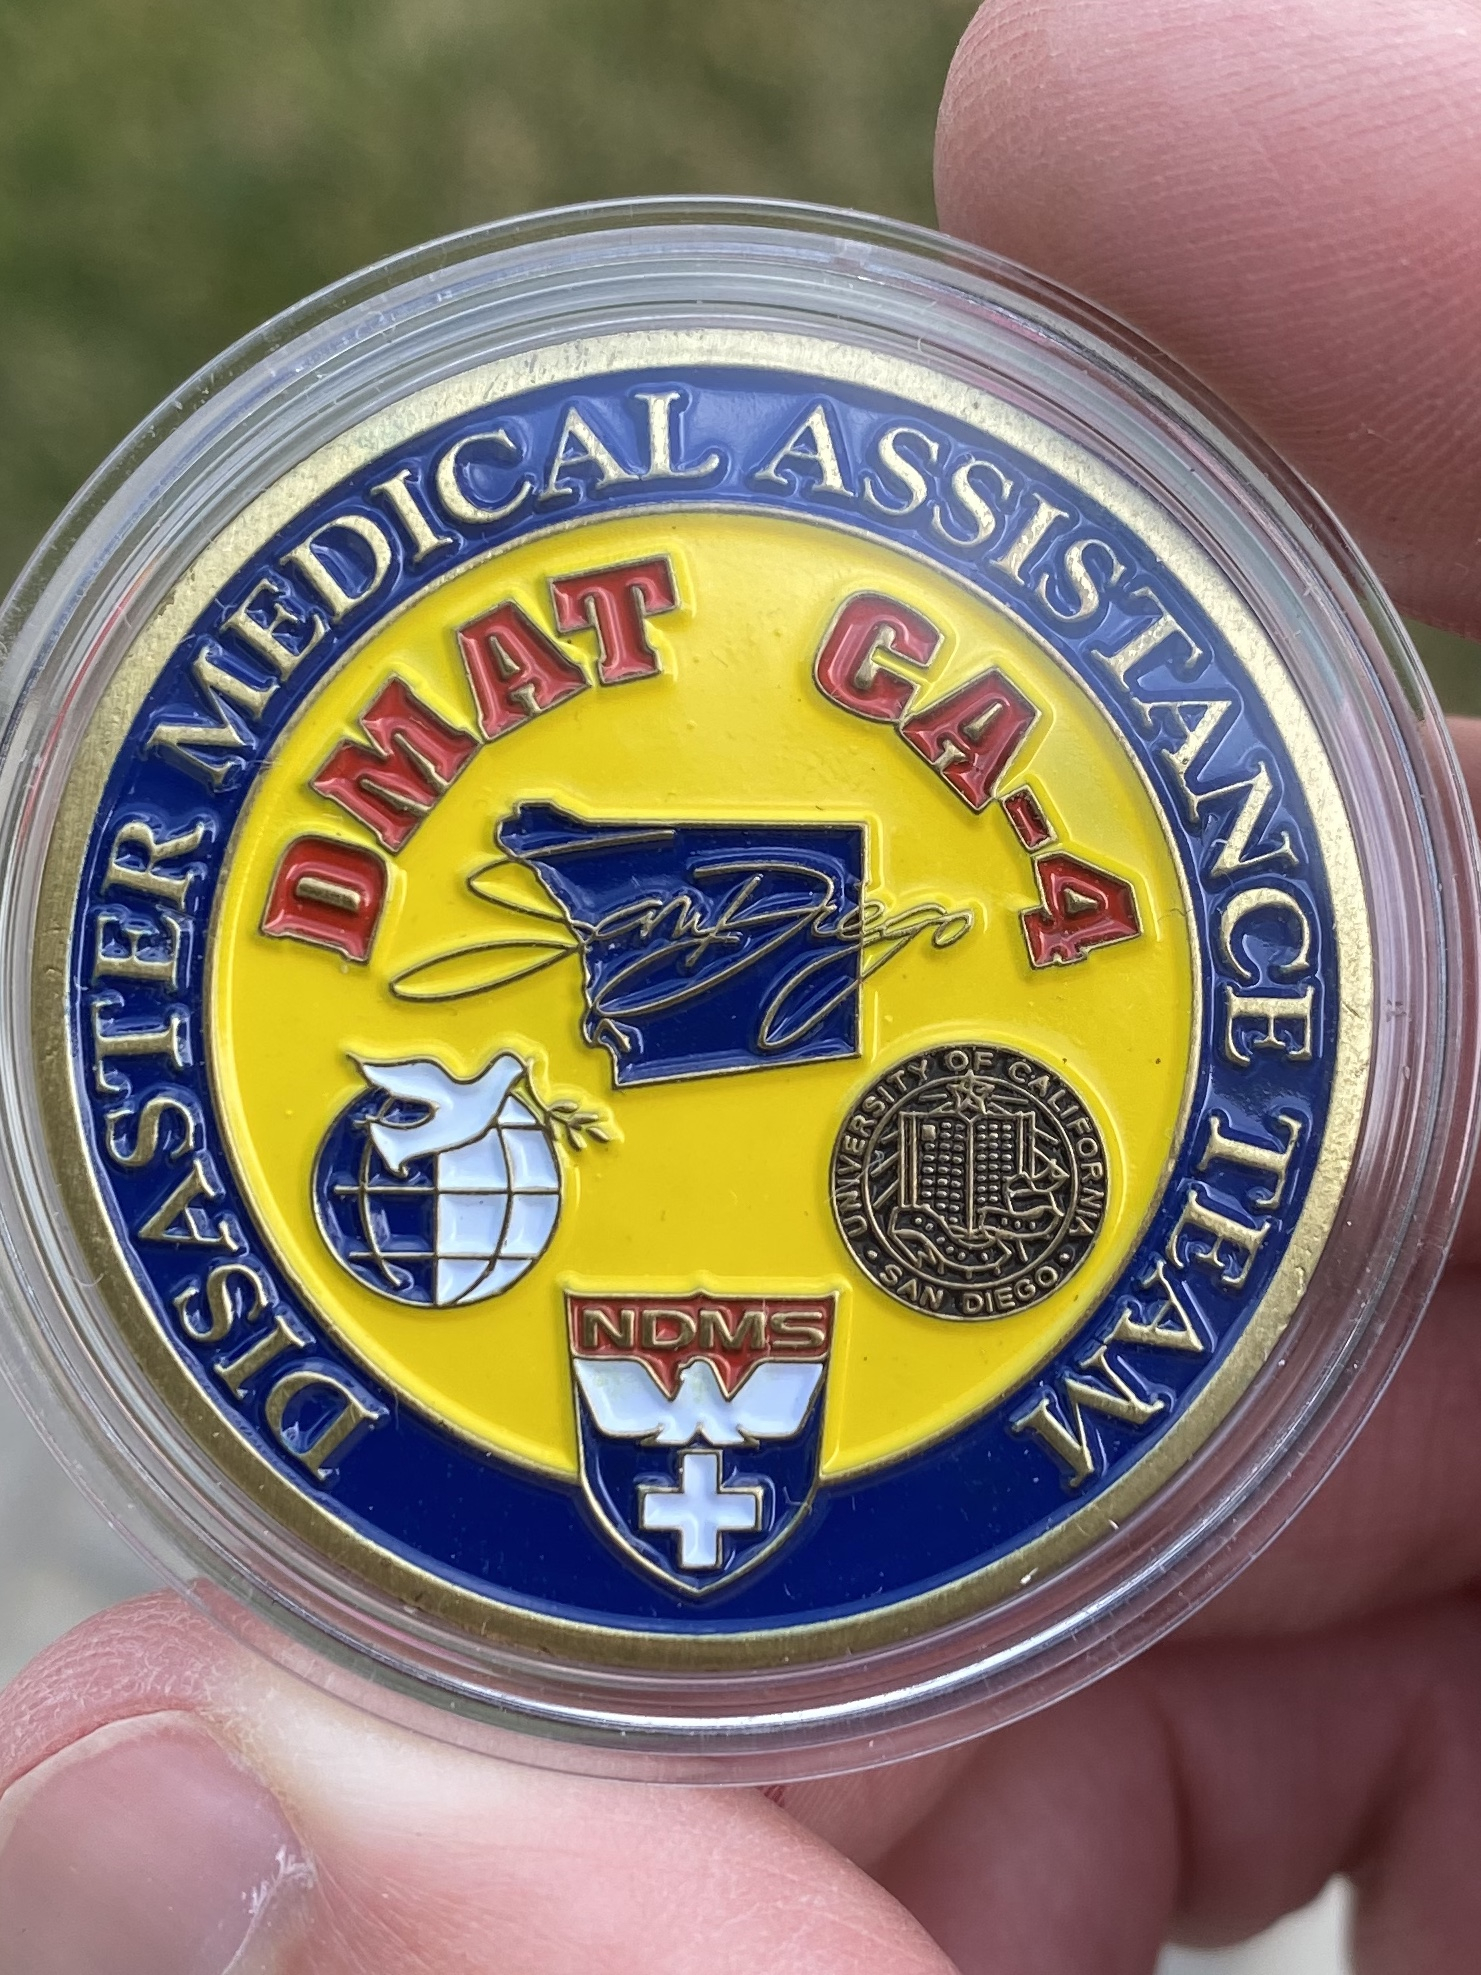 DISASTER MEDICAL ASSISTANCE TEAM
DMAT CA-4
San Diego
UNIVERSITY OF CALIFORNIA
• SAN DIEGO •
NDMS